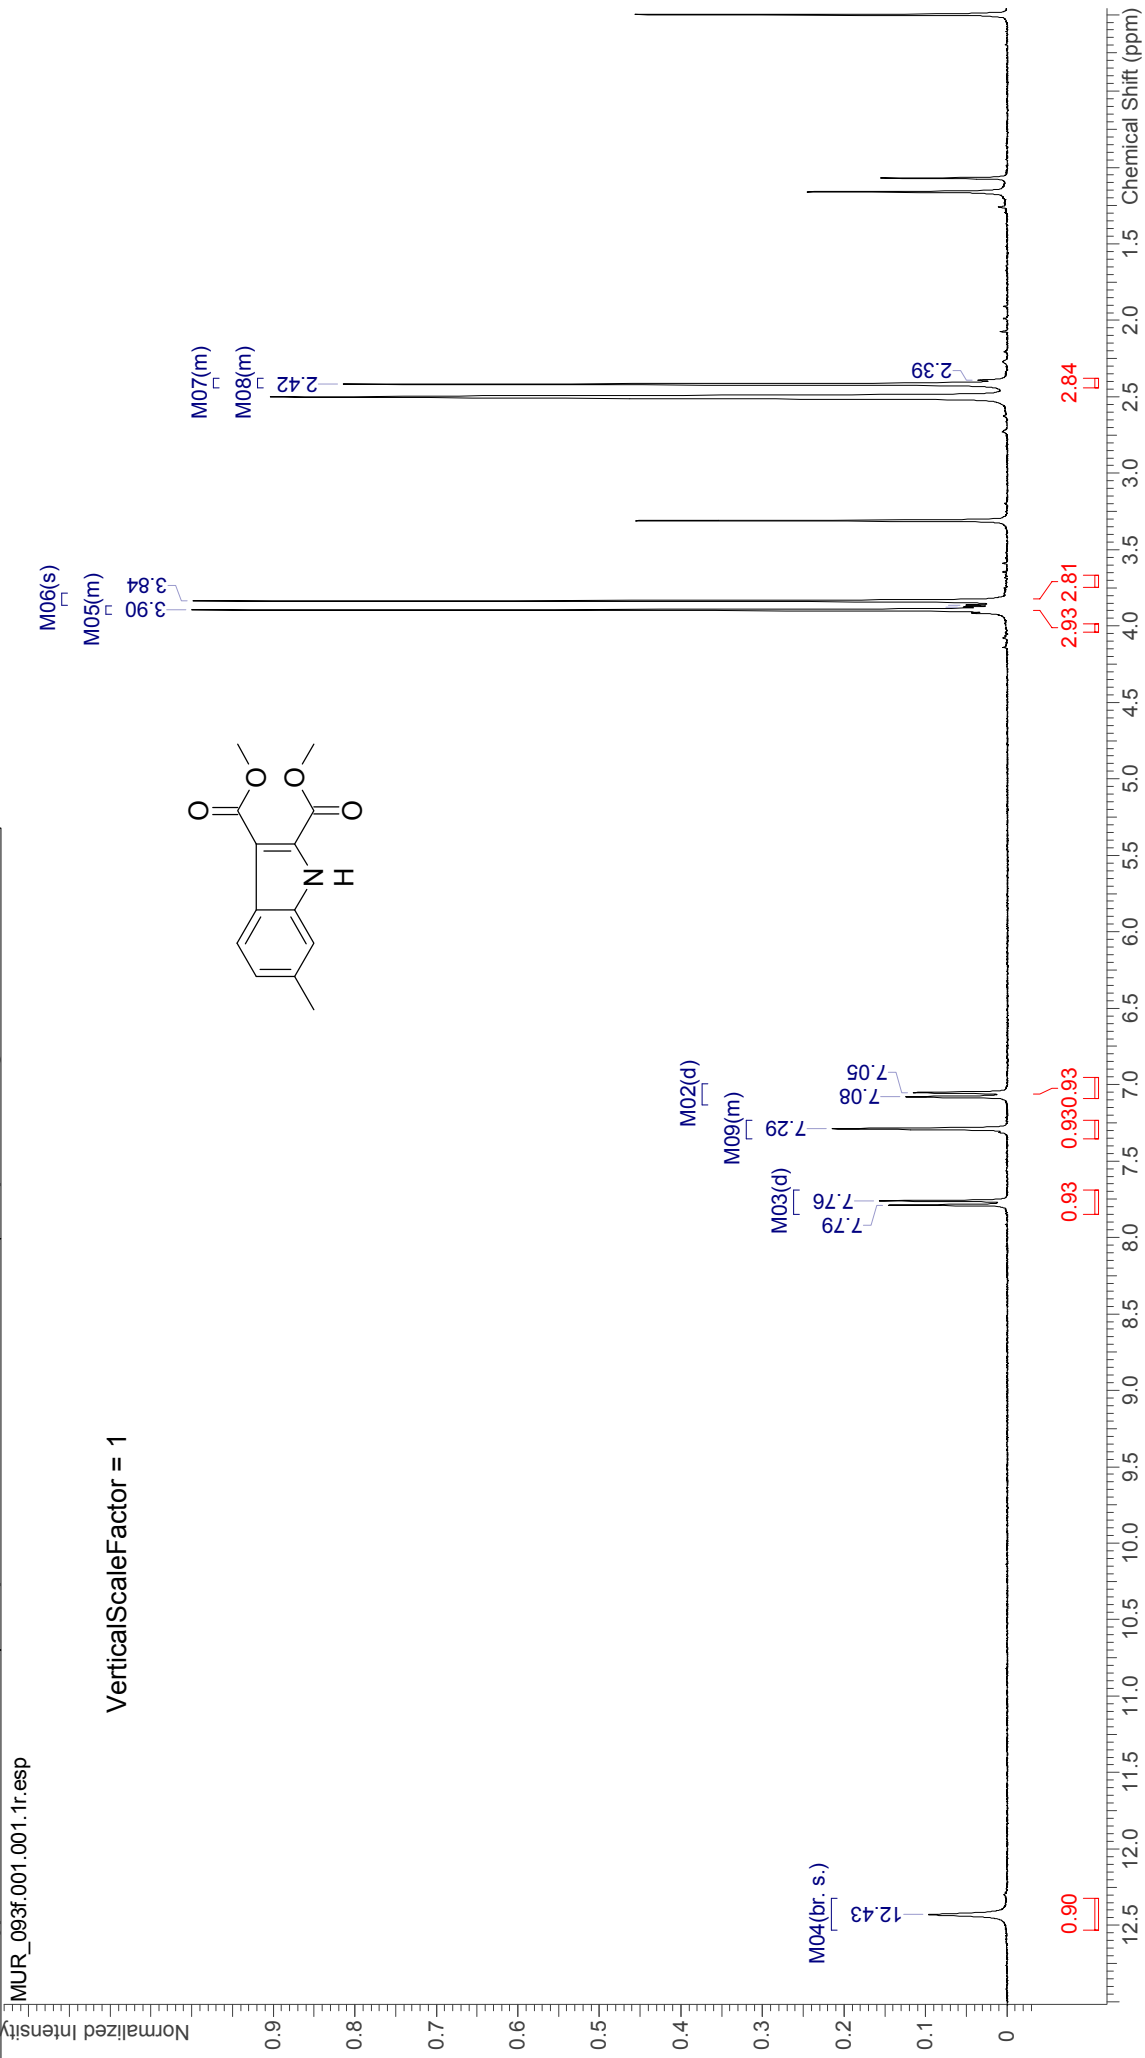 MUR_093f.001.001.1r.esp
VerticalScaleFactor = 1
Normalized Intensity
0.9
0.8
0.7
0.6
0.5
0.4
0.3
0.2
0.1
0
M04(br. s.)
12.43
M03(d)
7.79
7.76
M09(m)
7.29
M02(d)
7.08
7.05
M06(s)
M05(m)
3.90
3.84
M07(m)
M08(m)
2.42
2.39
O
O
O
O
N
H
0.90
0.93
0.93
0.93
2.93
2.81
2.84
12.5 12.0 11.5 11.0 10.5 10.0 9.5 9.0 8.5 8.0 7.5 7.0 6.5 6.0 5.5 5.0 4.5 4.0 3.5 3.0 2.5 2.0 1.5 Chemical Shift (ppm)